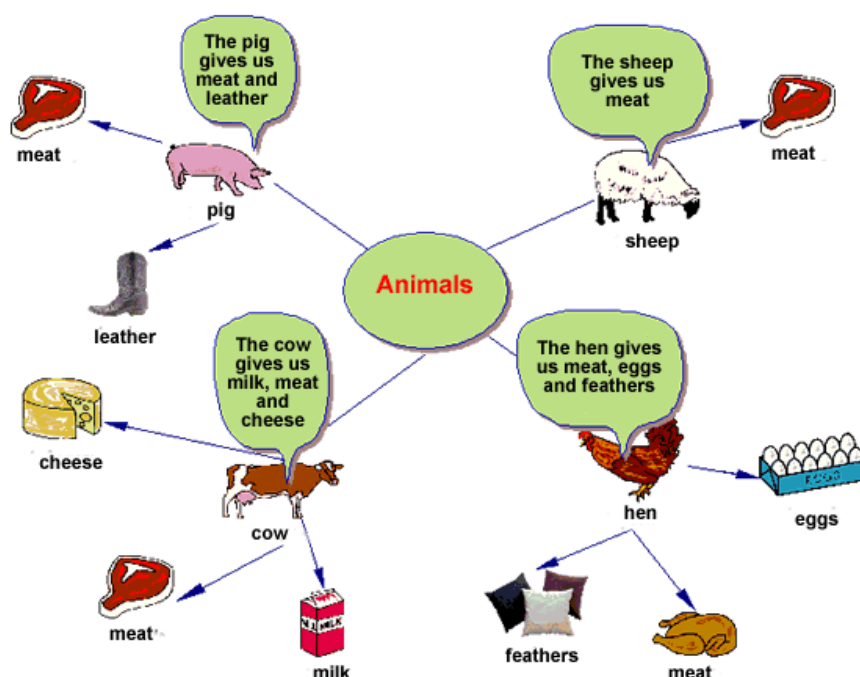 The pig
gives us
meat and
leather
The sheep
gives us
meat
meat
meat
pig
sheep
Animals
leather
The cow
gives us
milk, meat
and
cheese
The hen gives
us meat, eggs
and feathers
cheese
EGGS
cow
hen
eggs
MILK
meat
feathers
milk
meat